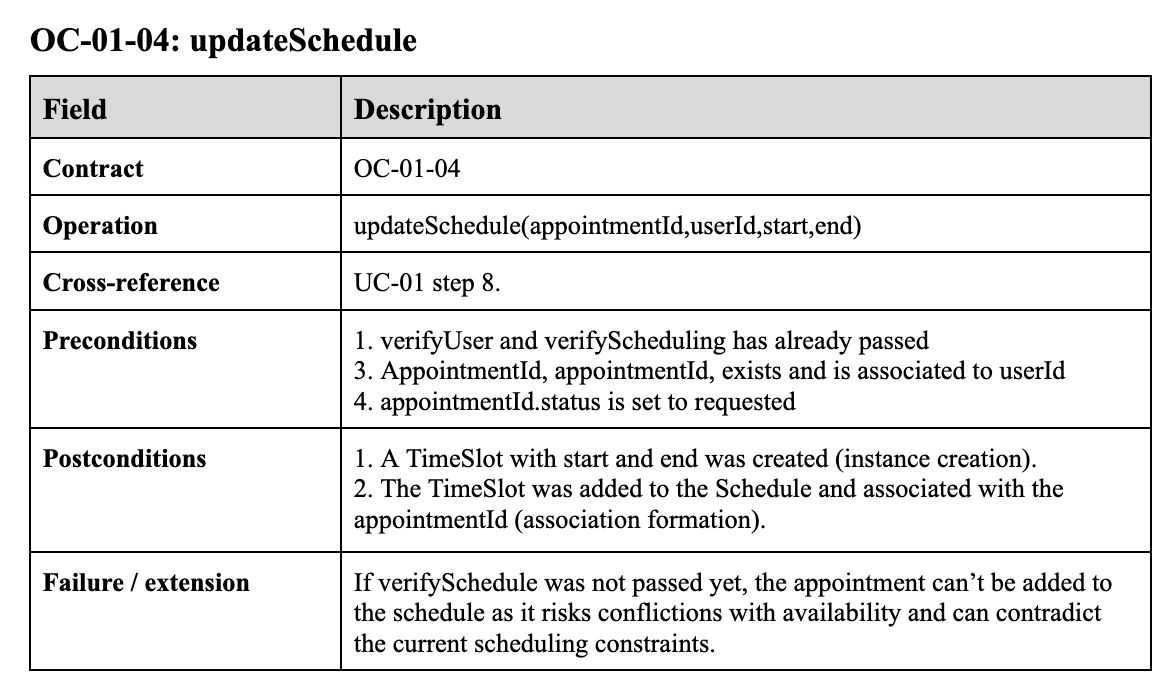 OC-01-04: updateSchedule
Field Description
Contract OC-01-04
Operation updateSchedule(appointmentId,userId,start,end)
Cross-reference UC-01 step 8.
Preconditions 1. verifyUser and verifyScheduling has already passed
3. AppointmentId, appointmentId, exists and is associated to userId
4. appointmentId.status is set to requested
Postconditions 1. A TimeSlot with start and end was created (instance creation).
2. The TimeSlot was added to the Schedule and associated with the
appointmentId (association formation).
Failure / extension If verifySchedule was not passed yet, the appointment can’t be added to
the schedule as it risks conflictions with availability and can contradict
the current scheduling constraints.